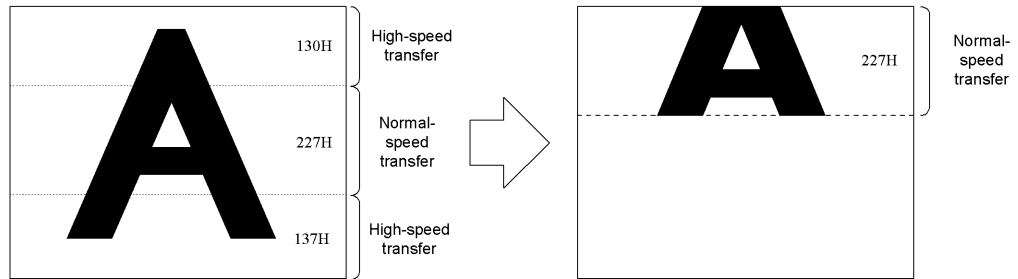 130H
High-speed
transfer
227H
Normal-
speed
transfer
137H
High-speed
transfer
A
227H
Normal-
speed
transfer
A